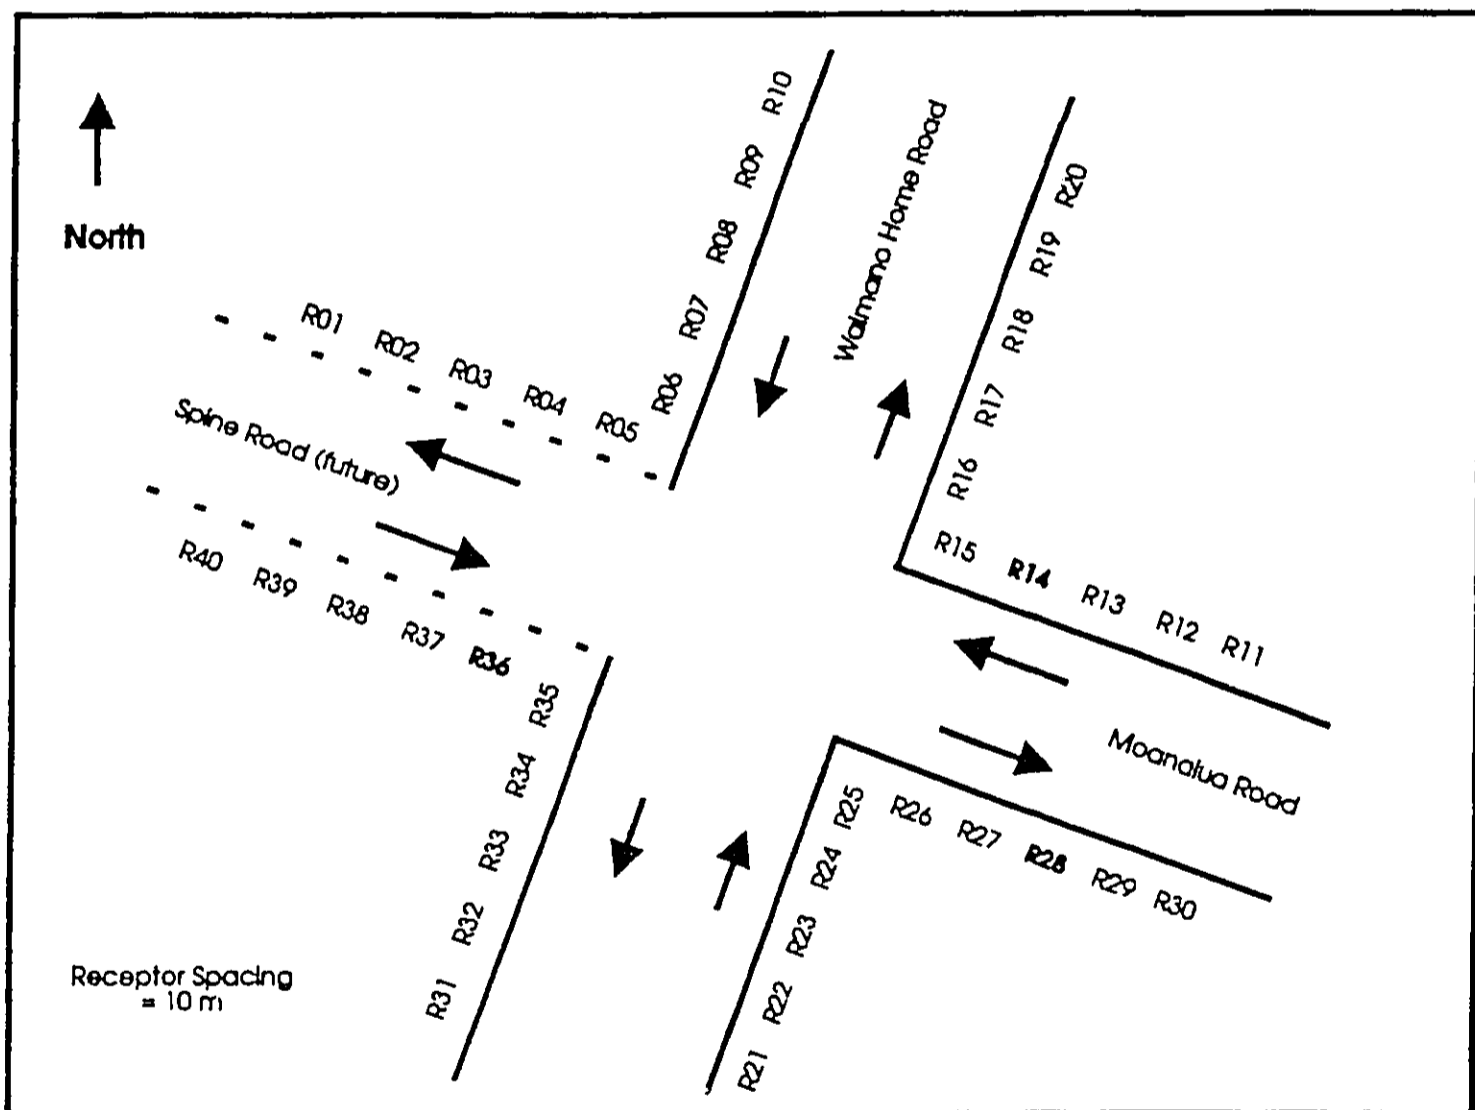 North
R10
R09
R08
R07
R06
Waimano Home Road
R20
R19
R18
R17
R16
R01
R02
R03
R04
R05
Spine Road (future)
R15
R14
R13
R12
R11
R40
R39
R38
R37
R36
R35
R34
R33
R32
R31
Moanalua Road
R25
R24
R23
R22
R21
R26
R27
R28
R29
R30
Receptor Spacing
= 10 m